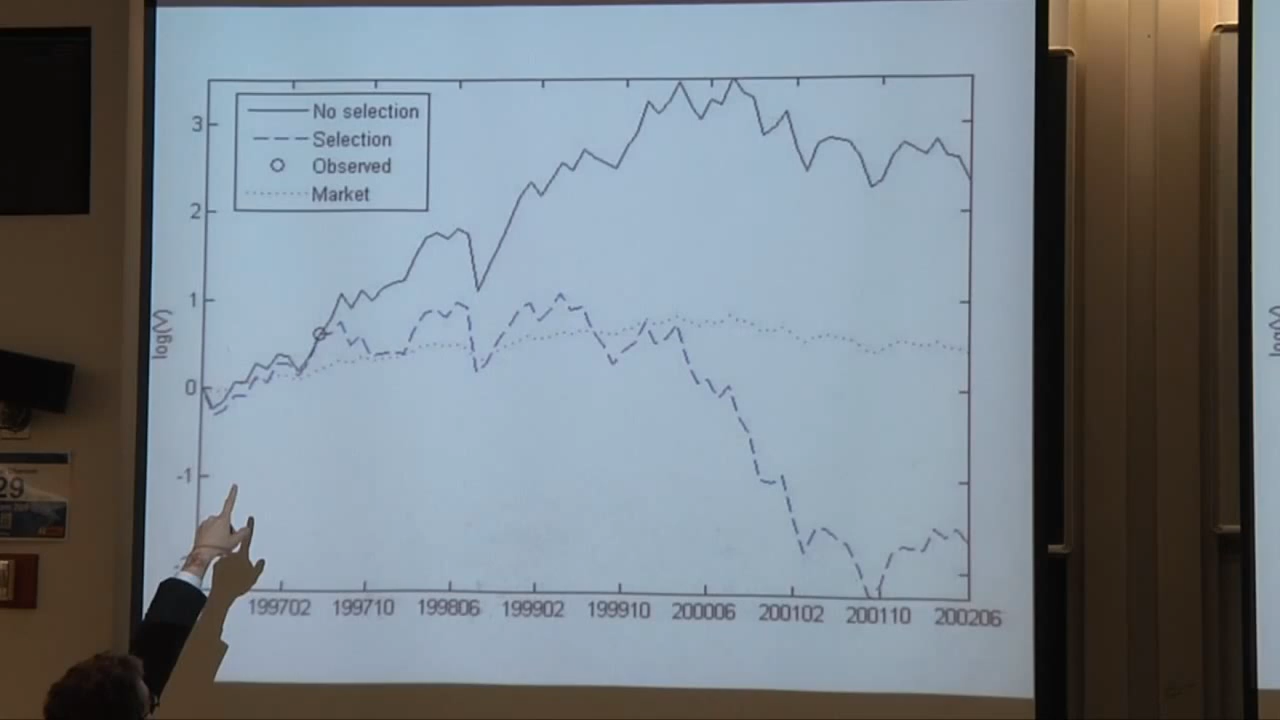 No selection
Selection
Observed
Market
3
2
1
0
-1
log(V)
199702 199710 199806 199902 199910 200006 200102 200110 200206
29